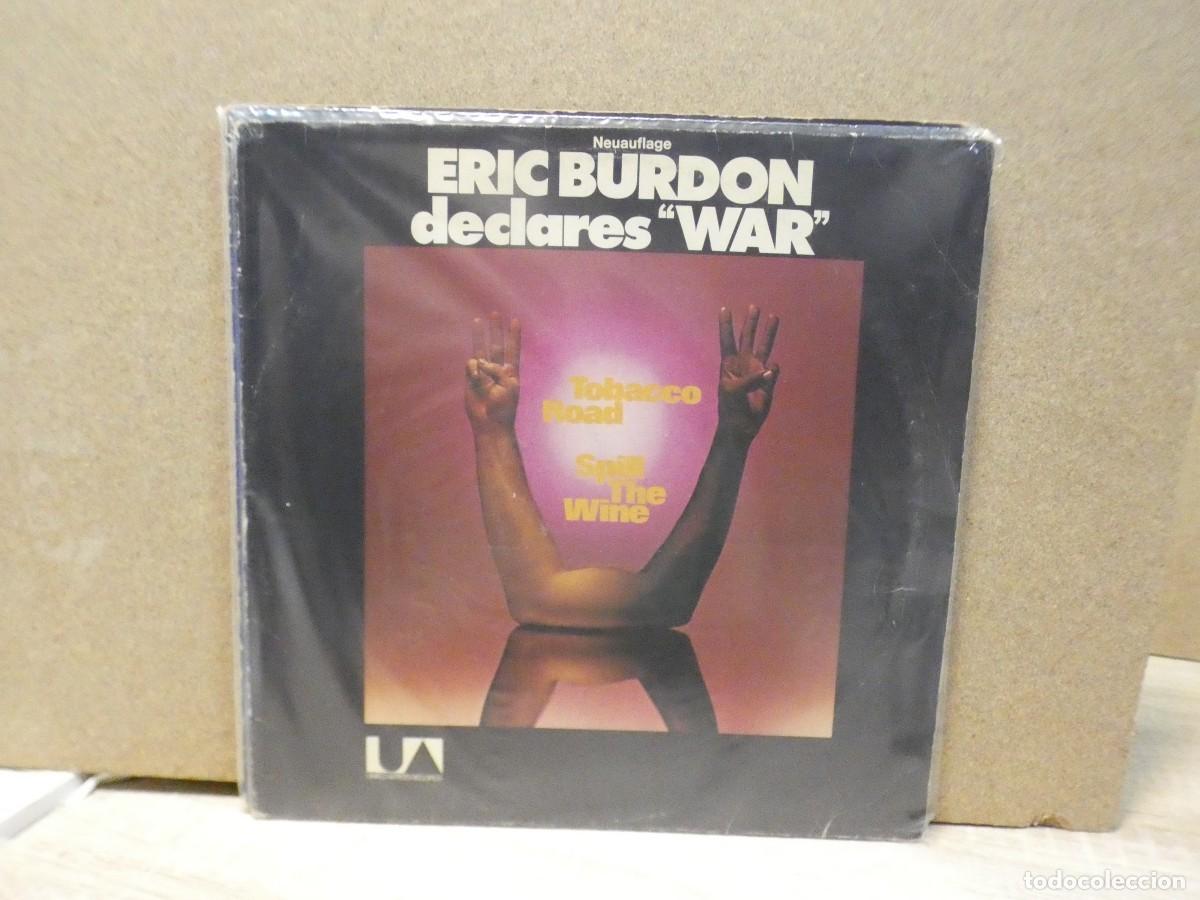 Neuauflage
ERIC BURDON
declares "WAR"
Tobacco
Road
Spill
The
Wine
UA
todocoleccion